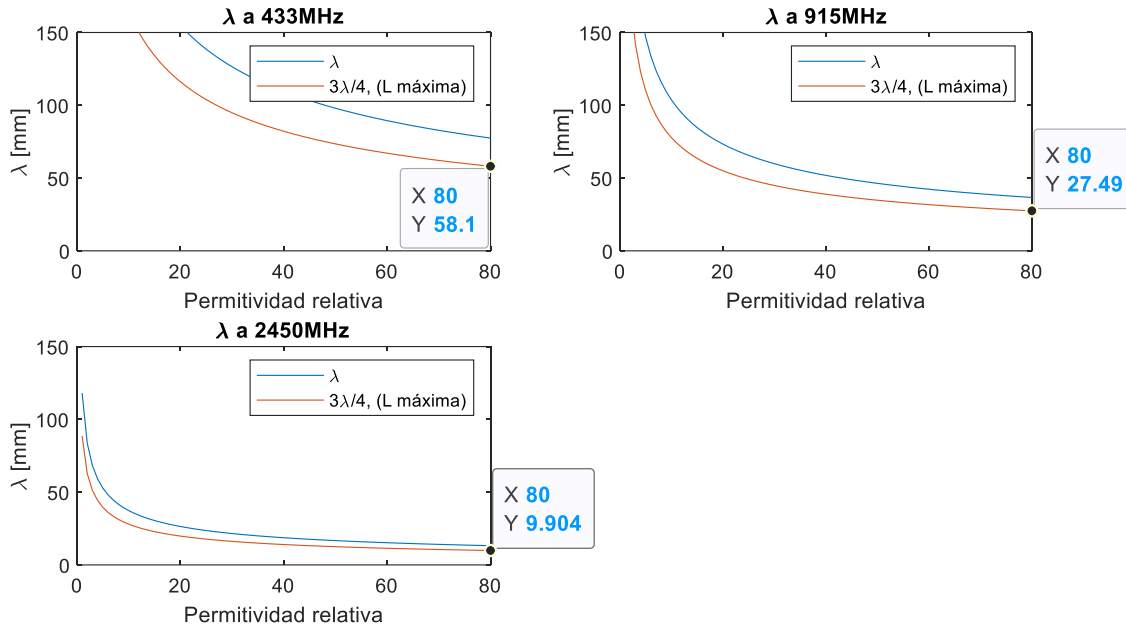 λ a 433MHz
150
100
50
0
λ [mm]
λ
3λ/4, (L máxima)
X 80
Y 58.1
0 20 40 60 80
Permitividad relativa
λ a 915MHz
150
100
50
0
λ [mm]
λ
3λ/4, (L máxima)
X 80
Y 27.49
0 20 40 60 80
Permitividad relativa
λ a 2450MHz
150
100
50
0
λ [mm]
λ
3λ/4, (L máxima)
X 80
Y 9.904
0 20 40 60 80
Permitividad relativa